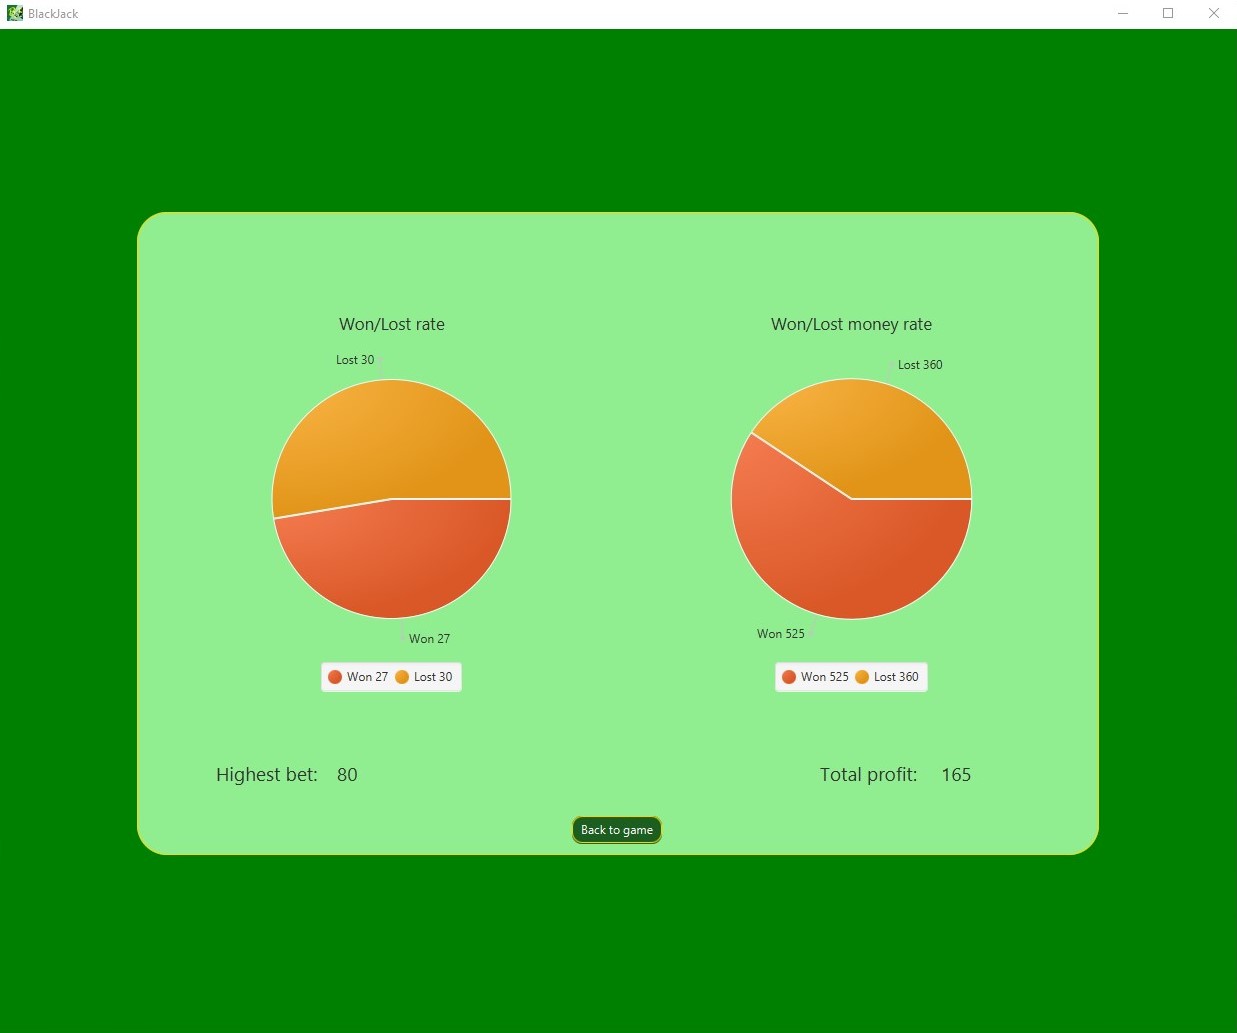 BlackJack
Won/Lost rate
Lost 30
Won 27
Won 27 Lost 30
Won/Lost money rate
Lost 360
Won 525
Won 525 Lost 360
Highest bet: 80
Total profit: 165
Back to game